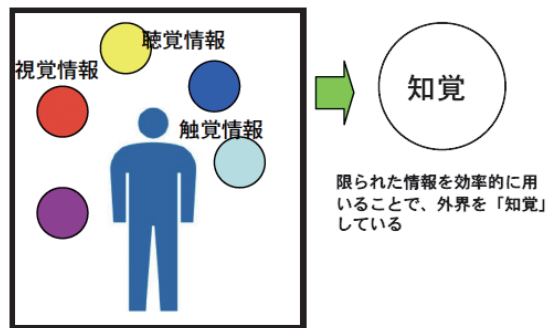 聴覚情報
視覚情報
触覚情報
知覚
限られた情報を効率的に用
いることで、外界を「知覚」
している